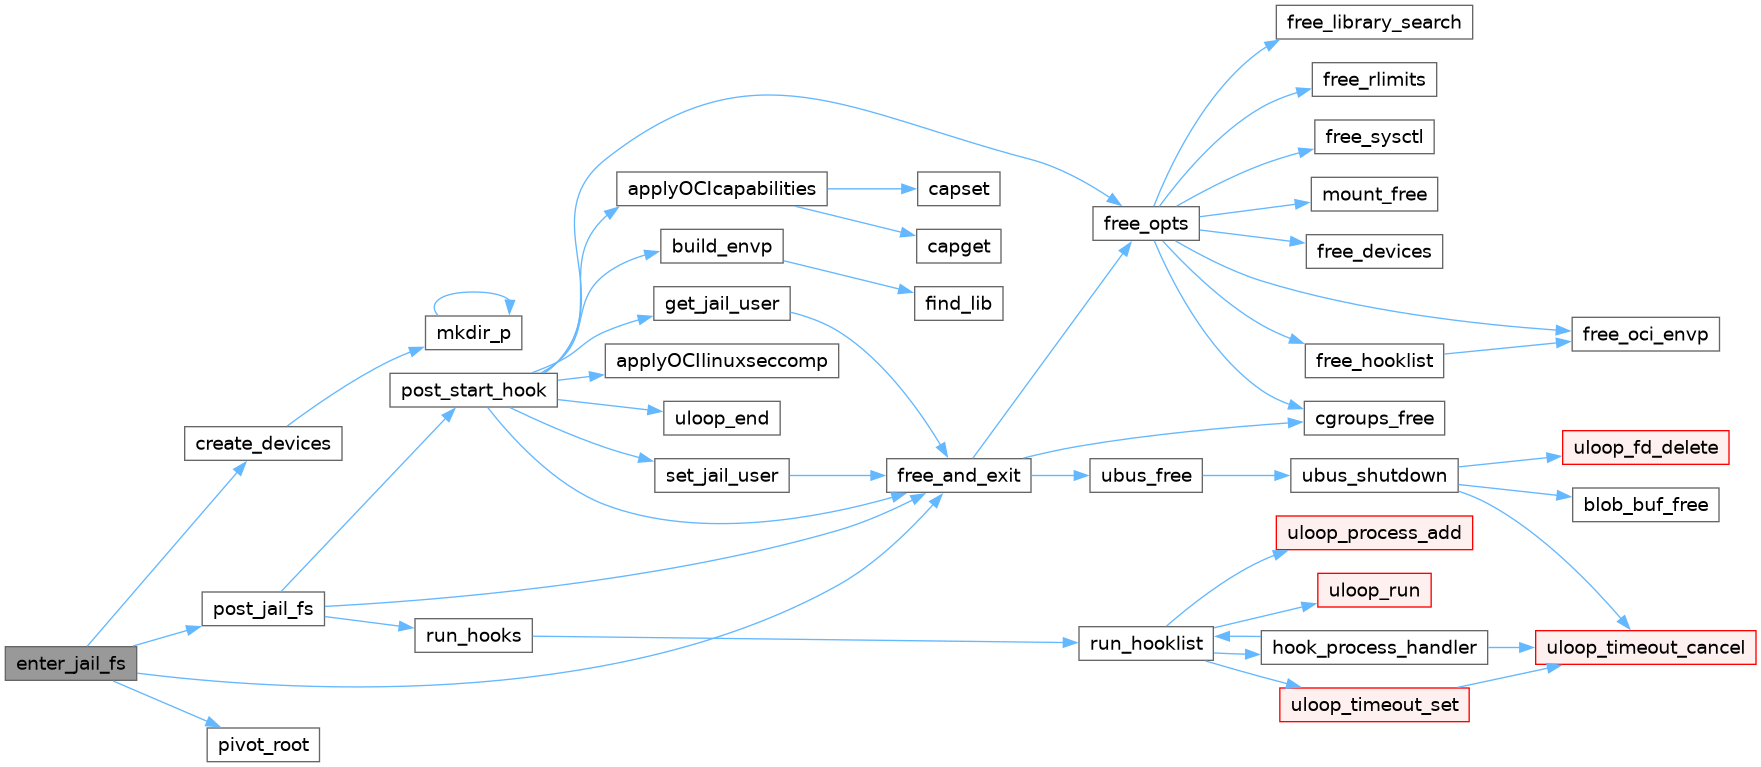 free_library_search
free_rlimits
free_sysctl
applyOCIcapabilities
capset
mount_free
free_opts
build_envp
capget
free_devices
get_jail_user
find_lib
mkdir_p
free_oci_envp
applyOCIlinuxseccomp
free_hooklist
post_start_hook
uloop_end
cgroups_free
create_devices
uloop_fd_delete
set_jail_user
free_and_exit
ubus_free
ubus_shutdown
blob_buf_free
uloop_process_add
uloop_run
post_jail_fs
run_hooks
run_hooklist
hook_process_handler
uloop_timeout_cancel
enter_jail_fs
uloop_timeout_set
pivot_root